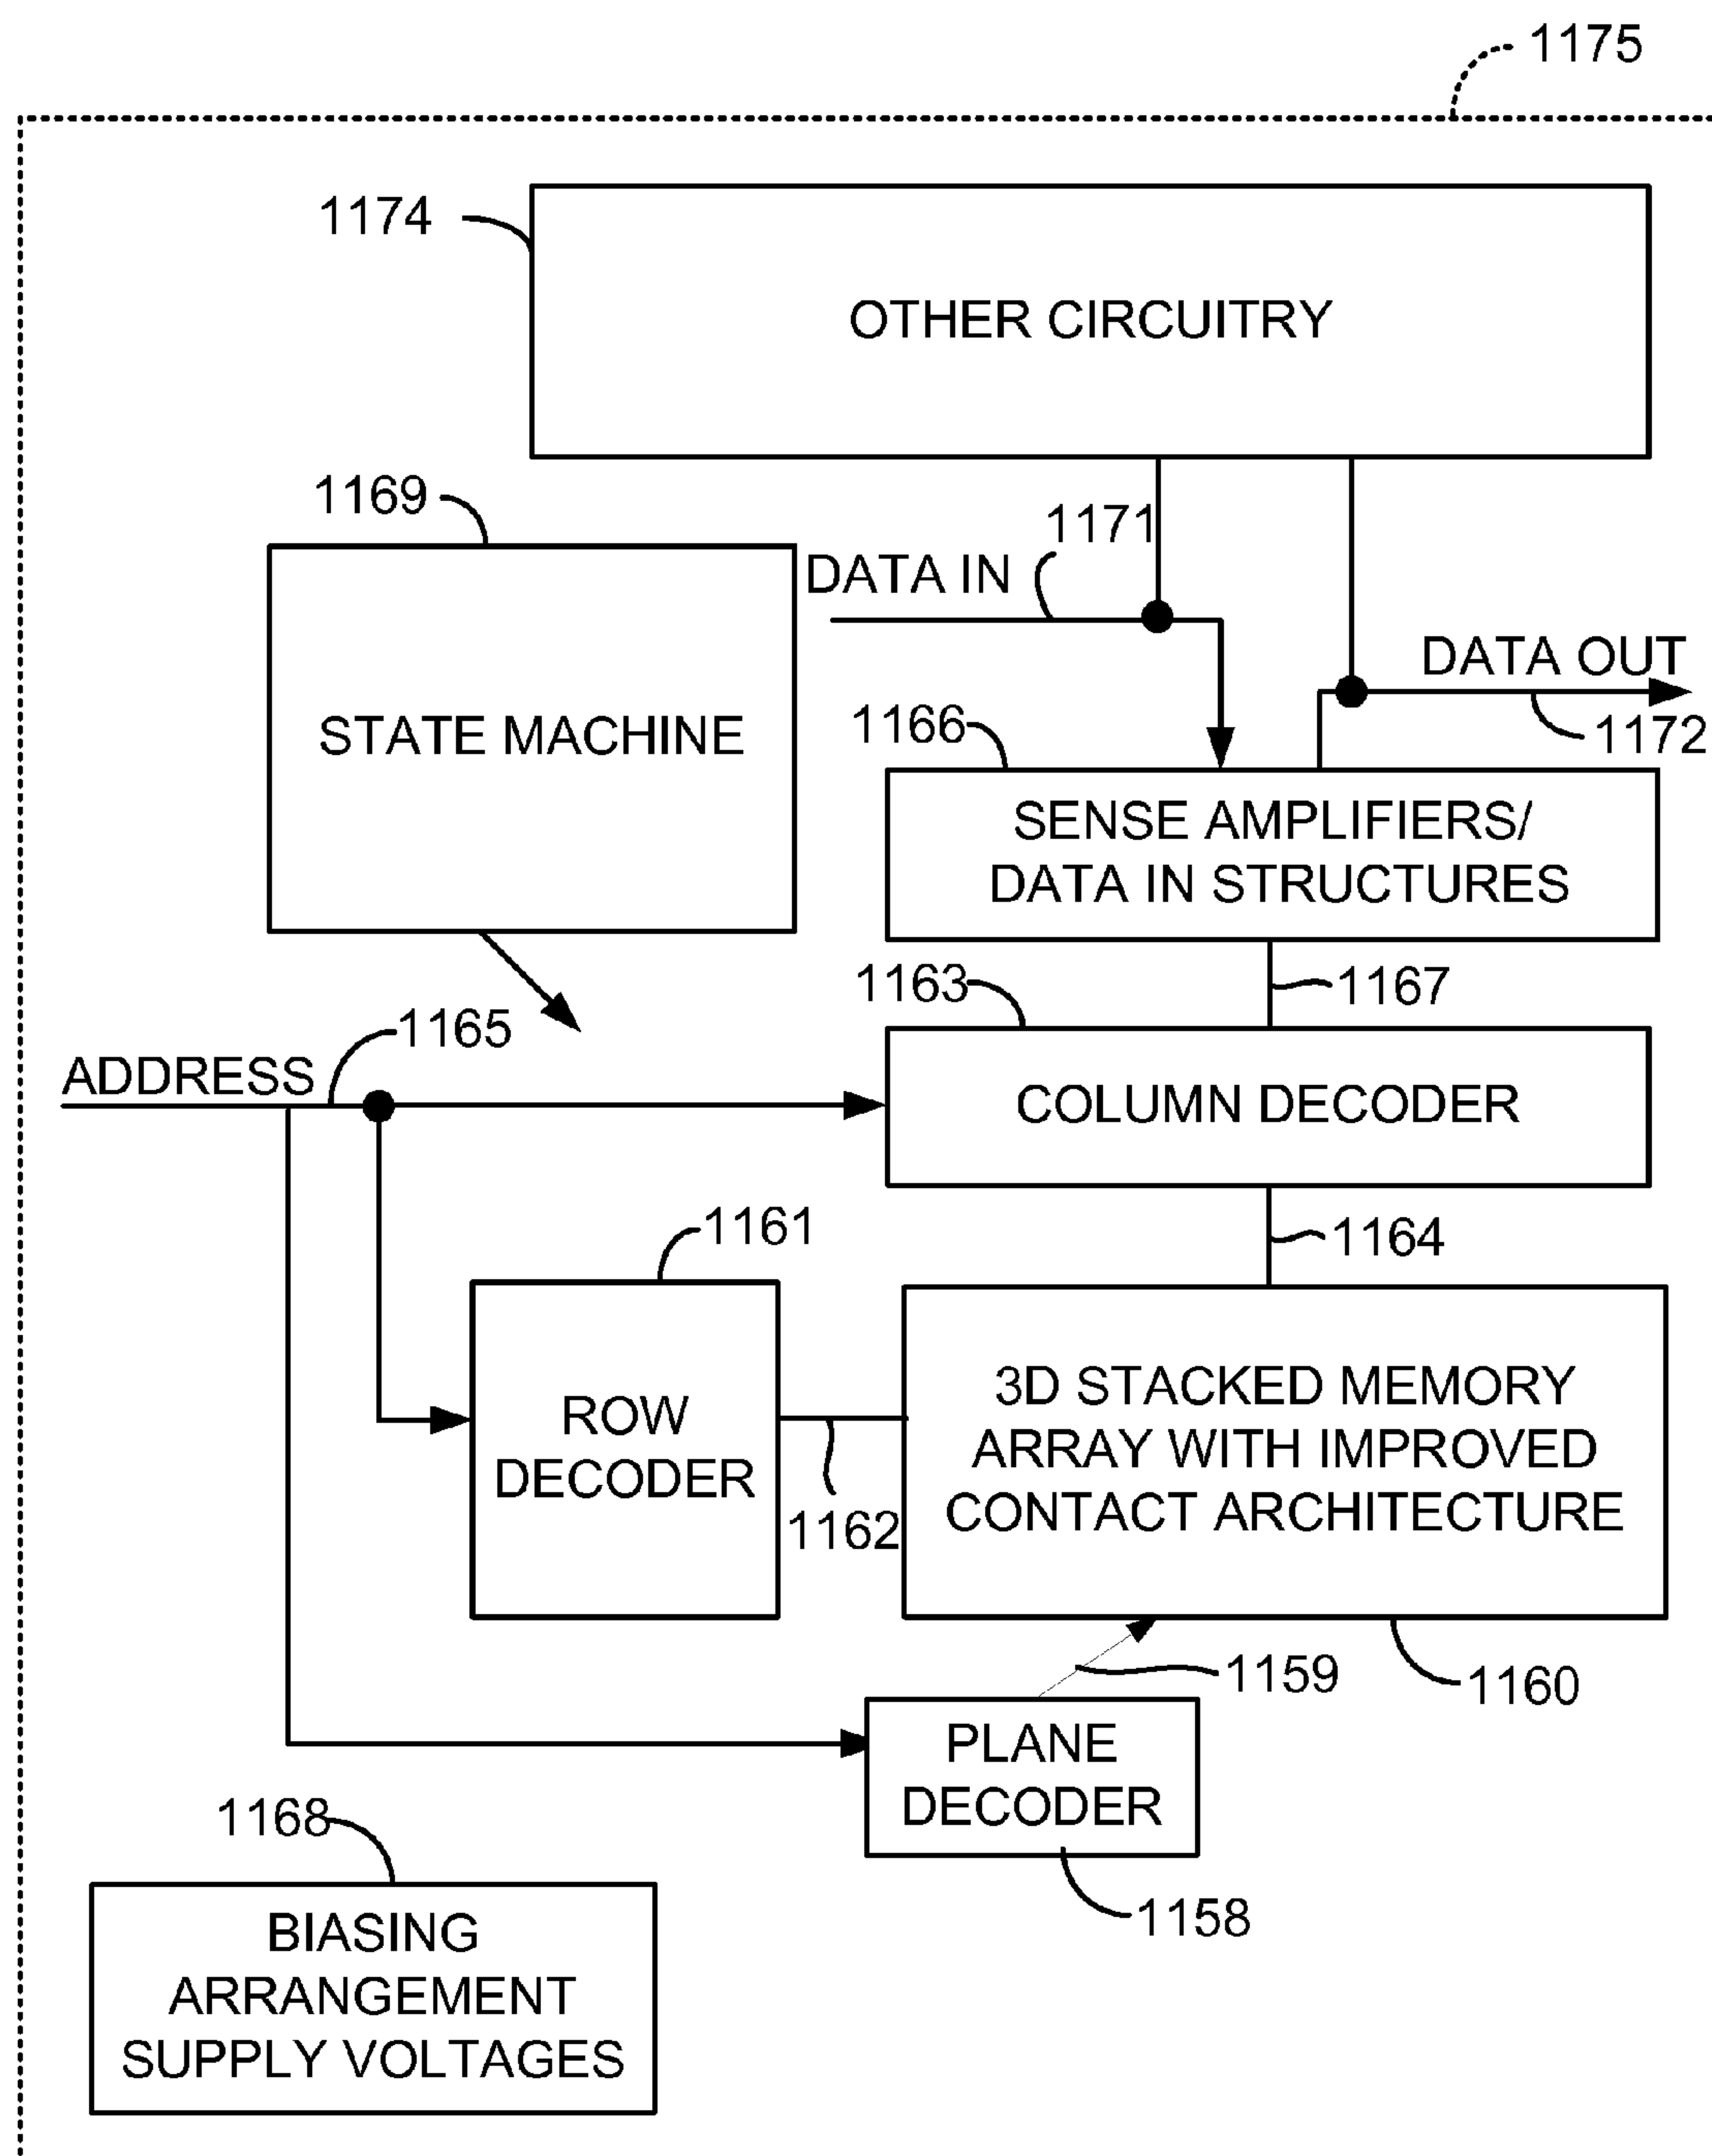 1175
1174
OTHER CIRCUITRY
1169
1171
DATA IN
STATE MACHINE
DATA OUT
1166
1172
SENSE AMPLIFIERS/
DATA IN STRUCTURES
1163
1167
1165
ADDRESS
COLUMN DECODER
1161
1164
ROW
DECODER
1162
3D STACKED MEMORY
ARRAY WITH IMPROVED
CONTACT ARCHITECTURE
1159
1160
PLANE
DECODER
1158
1168
BIASING
ARRANGEMENT
SUPPLY VOLTAGES